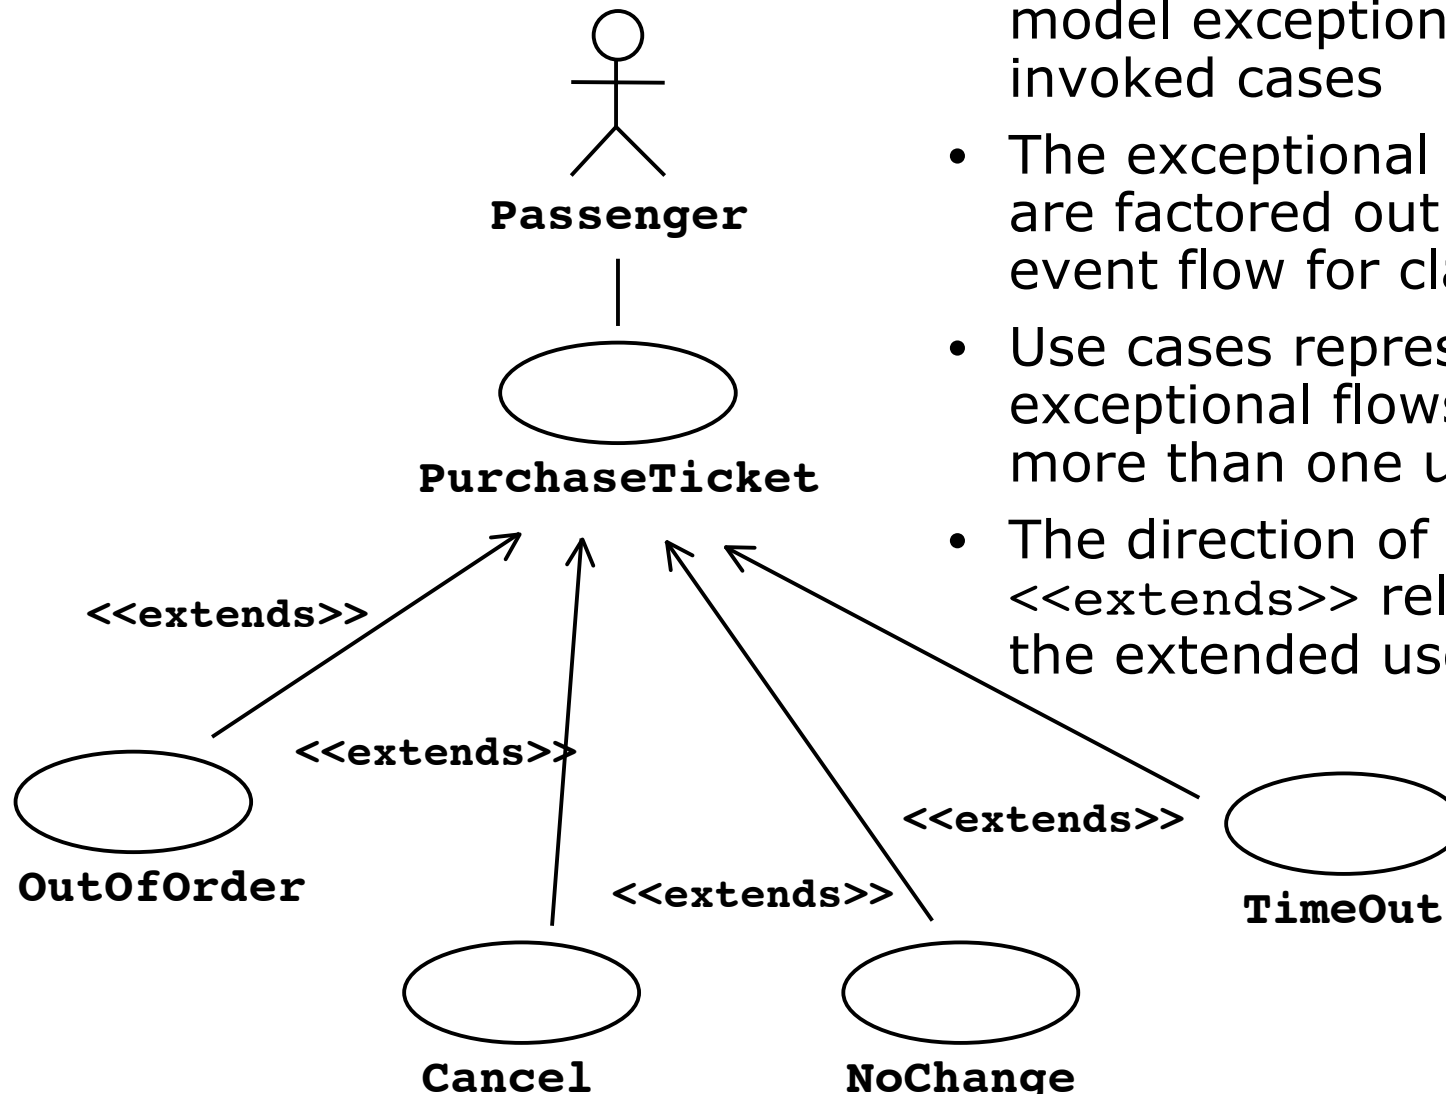 model exception
invoked cases
• The exceptional
are factored out
event flow for cla
• Use cases repres
exceptional flows
more than one u
• The direction of
<<extends>> rel
the extended use
Passenger
PurchaseTicket
<<extends>>
<<extends>>
<<extends>>
<<extends>>
OutOfOrder
TimeOut
Cancel
NoChange